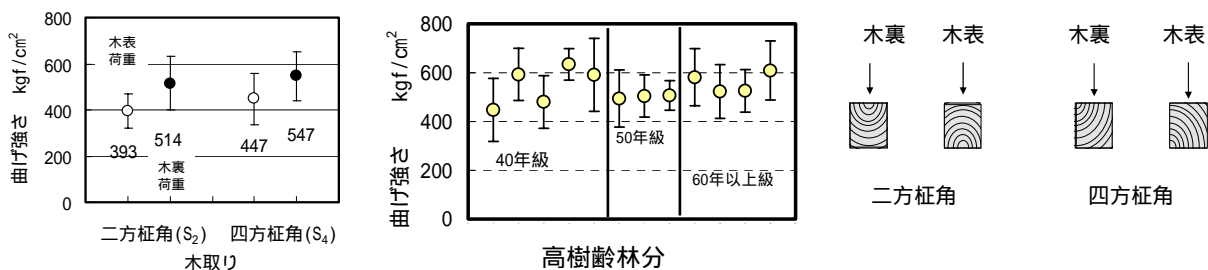 800
600
400
200
0
曲げ強さ kgf/cm²
木表
荷重
393
514
447
547
木裏
荷重
二方柾角(S₂)
四方柾角(S₄)
木取り
800
600
400
200
0
曲げ強さ kgf/cm²
40年級
50年級
60年以上級
高樹齢林分
木裏 木表
二方柾角
木裏 木表
四方柾角